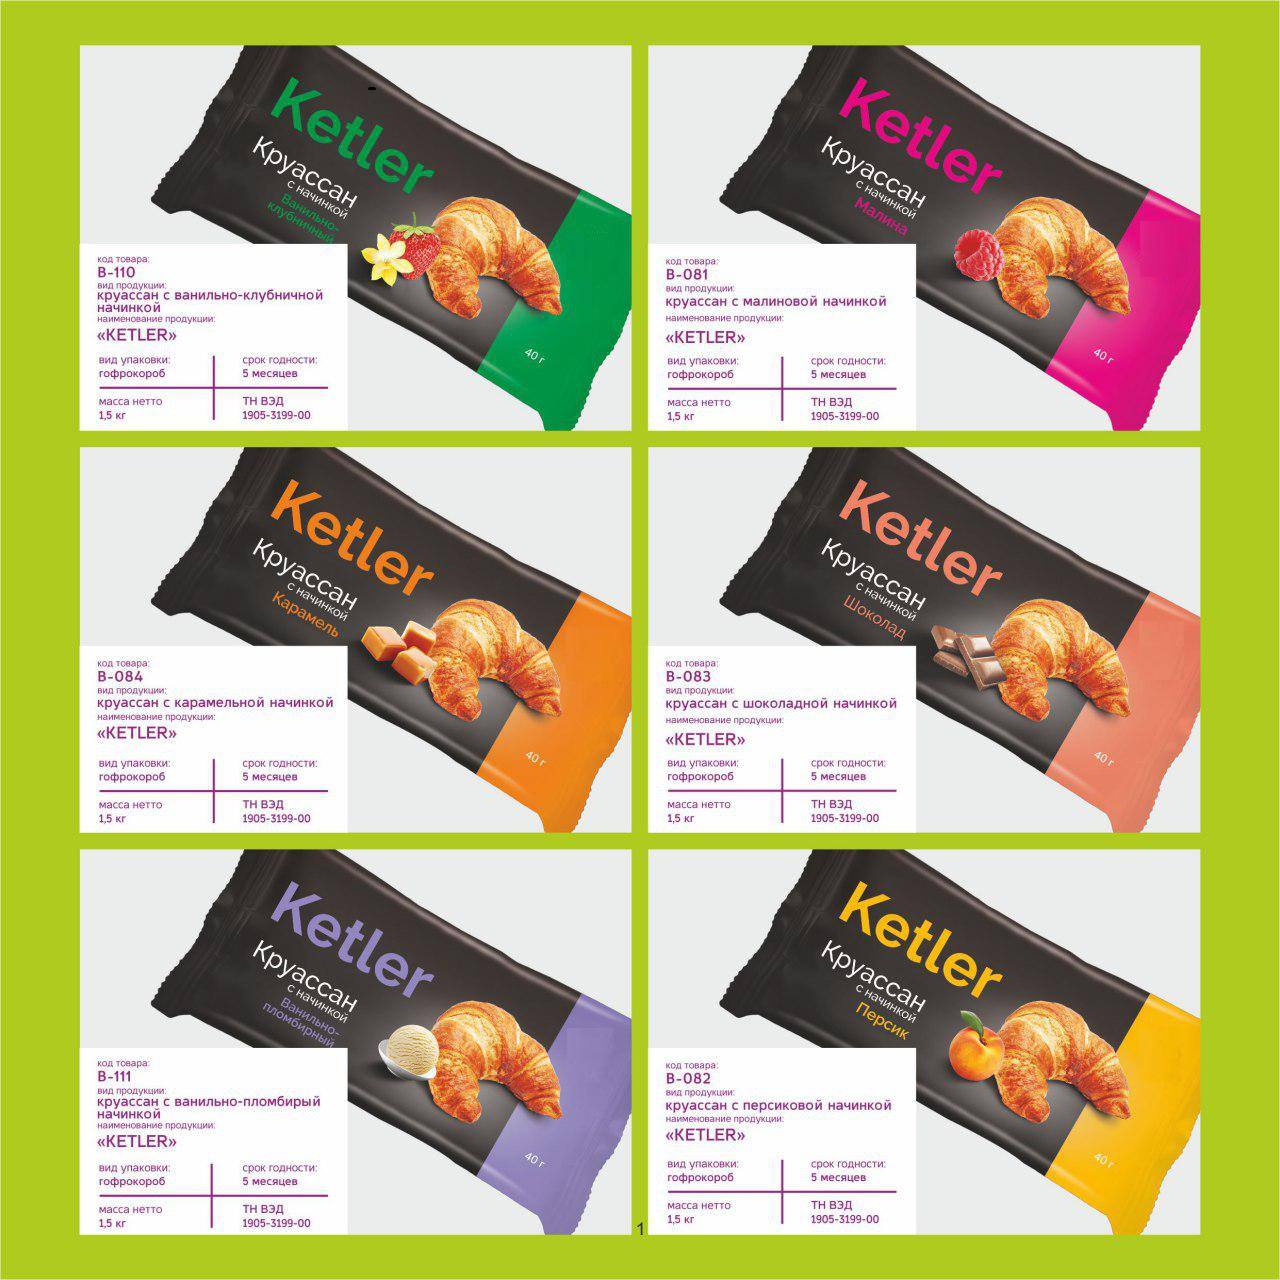 Ketler
Круассан
с начинкой
Ванильно-
клубничный
40 г
код товара:
В-110
вид продукции:
круассан с ванильно-клубничной
начинкой
наименование продукции:
«KETLER»
вид упаковки:
гофрокороб
срок годности:
5 месяцев
масса нетто
1,5 кг
ТН ВЭД
1905-3199-00
Ketler
Круассан
с начинкой
Малина
40 г
код товара:
В-081
вид продукции:
круассан с малиновой начинкой
наименование продукции:
«KETLER»
вид упаковки:
гофрокороб
срок годности:
5 месяцев
масса нетто
1,5 кг
ТН ВЭД
1905-3199-00
Ketler
Круассан
с начинкой
Карамель
40 г
код товара:
В-084
вид продукции:
круассан с карамельной начинкой
наименование продукции:
«KETLER»
вид упаковки:
гофрокороб
срок годности:
5 месяцев
масса нетто
1,5 кг
ТН ВЭД
1905-3199-00
Ketler
Круассан
с начинкой
Шоколад
40 г
код товара:
В-083
вид продукции:
круассан с шоколадной начинкой
наименование продукции:
«KETLER»
вид упаковки:
гофрокороб
срок годности:
5 месяцев
масса нетто
1,5 кг
ТН ВЭД
1905-3199-00
Ketler
Круассан
с начинкой
Ванильно-
пломбирный
40 г
код товара:
В-111
вид продукции:
круассан с ванильно-пломбирый
начинкой
наименование продукции:
«KETLER»
вид упаковки:
гофрокороб
срок годности:
5 месяцев
масса нетто
1,5 кг
ТН ВЭД
1905-3199-00
Ketler
Круассан
с начинкой
Персик
40 г
код товара:
В-082
вид продукции:
круассан с персиковой начинкой
наименование продукции:
«KETLER»
вид упаковки:
гофрокороб
срок годности:
5 месяцев
масса нетто
1,5 кг
ТН ВЭД
1905-3199-00
1